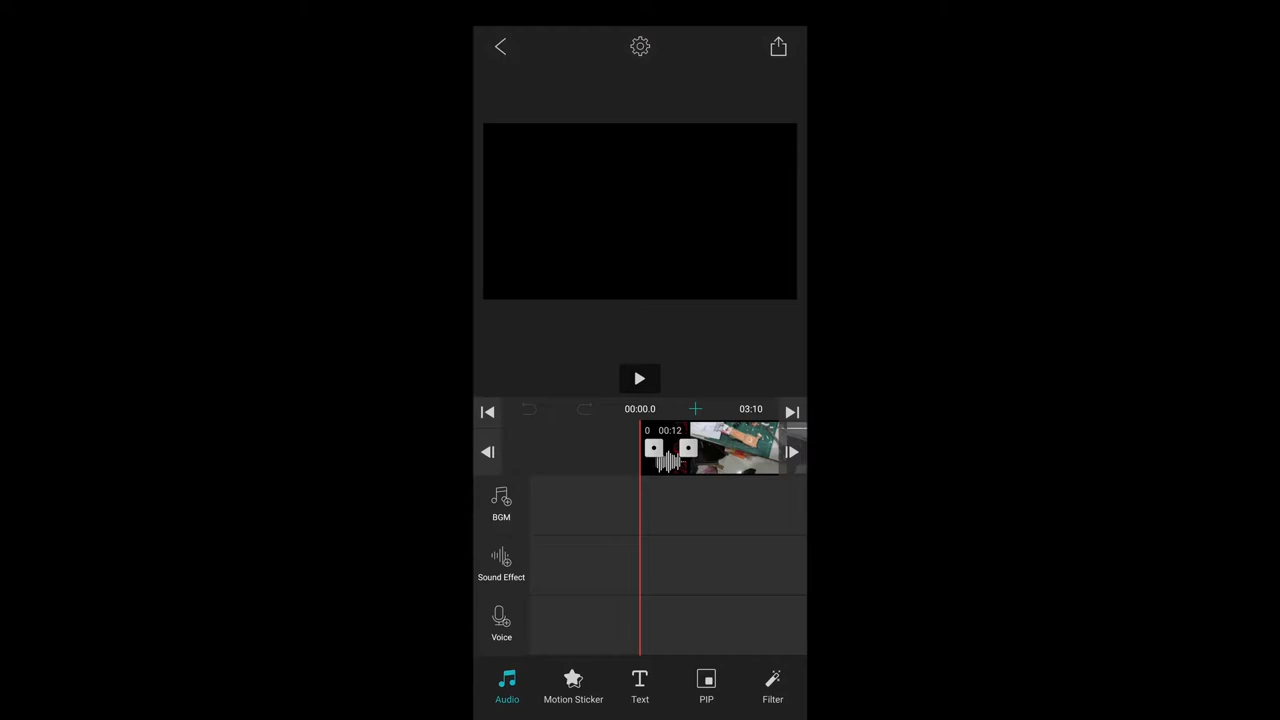 00:00.0
03:10
0 00:12
BGM
Sound Effect
Voice
Audio
Motion Sticker
Text
PIP
Filter